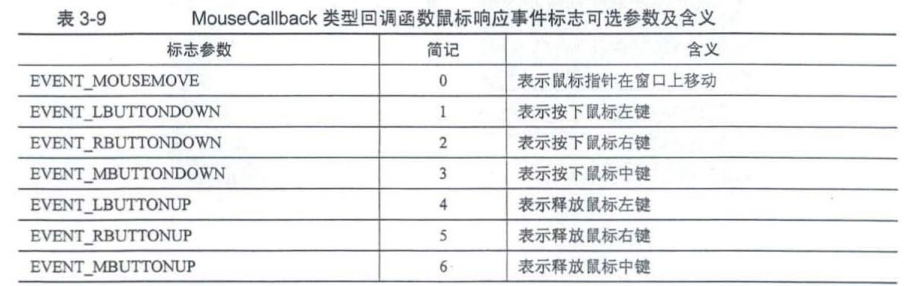 表 3-9 MouseCallback 类型回调函数鼠标响应事件标志可选参数及含义
标志参数 简记 含义
EVENT_MOUSEMOVE 0 表示鼠标指针在窗口上移动
EVENT_LBUTTONDOWN 1 表示按下鼠标左键
EVENT_RBUTTONDOWN 2 表示按下鼠标右键
EVENT_MBUTTONDOWN 3 表示按下鼠标中键
EVENT_LBUTTONUP 4 表示释放鼠标左键
EVENT_RBUTTONUP 5 表示释放鼠标右键
EVENT_MBUTTONUP 6 表示释放鼠标中键